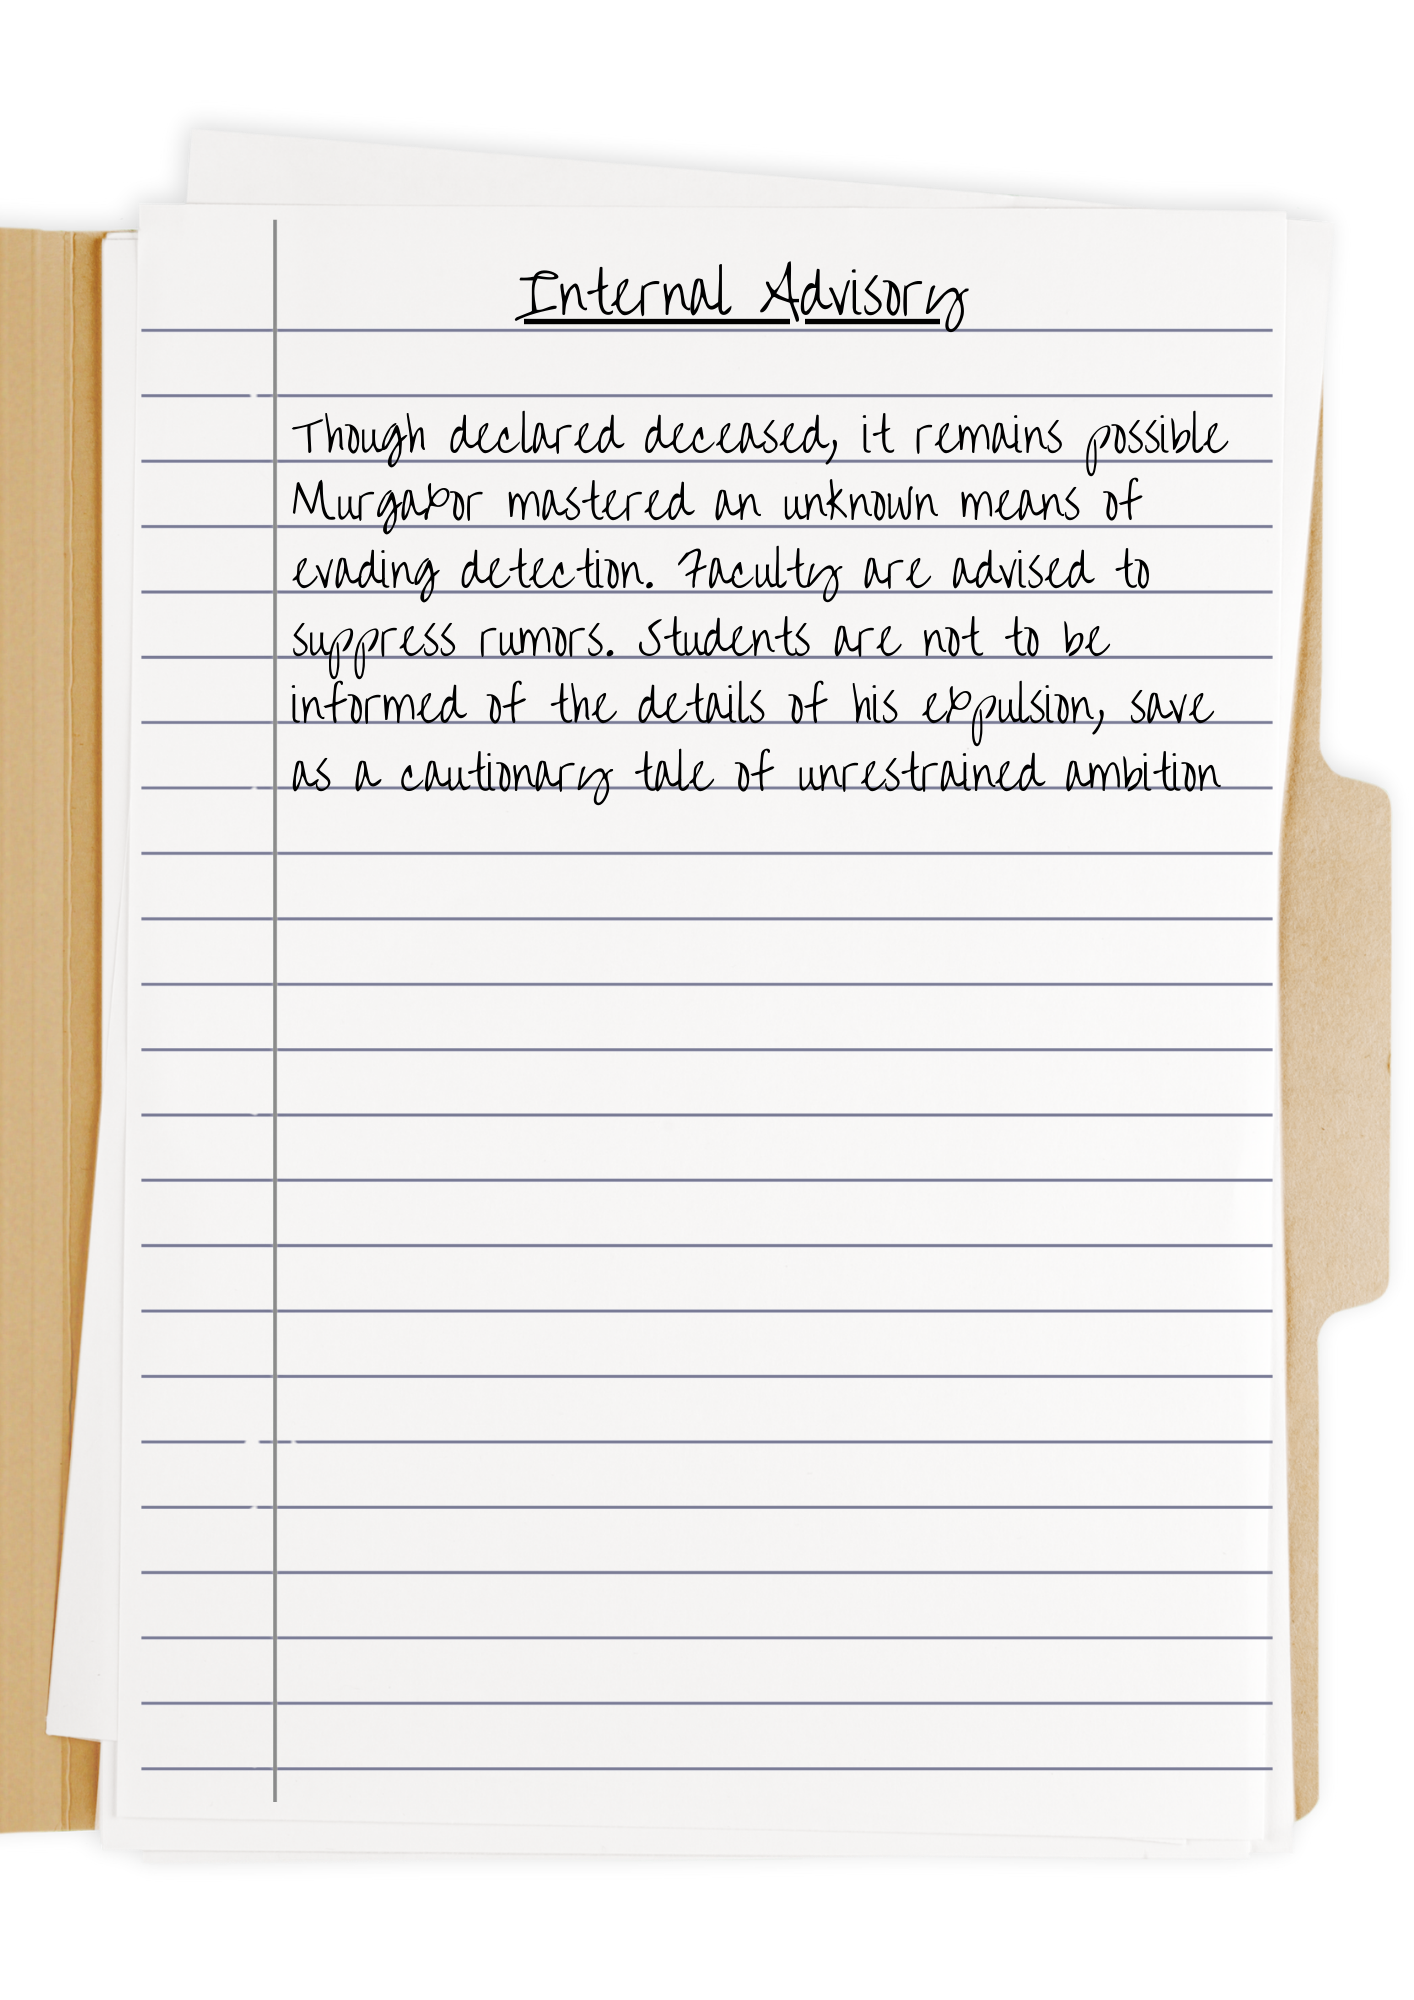 Internal Advisory
Though declared deceased, it remains possible
Murgaxor mastered an unknown means of
evading detection. Faculty are advised to
suppress rumors. Students are not to be
informed of the details of his expulsion, save
as a cautionary tale of unrestrained ambition